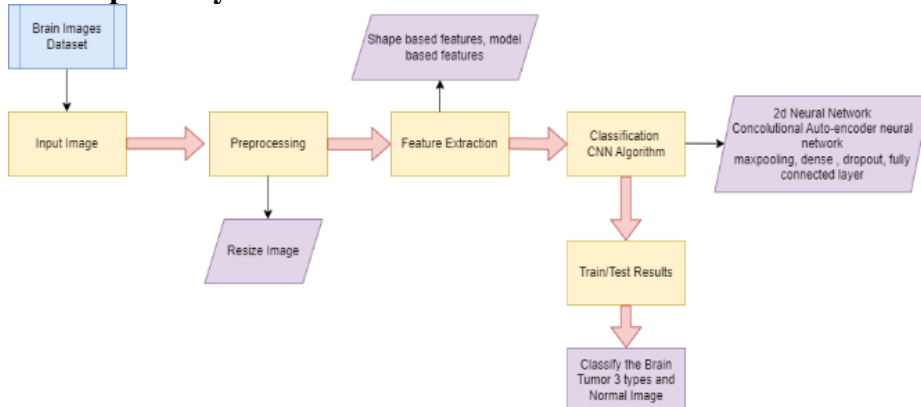 Brain Images
Dataset
Shape based features, model
based features
Input Image
Preprocessing
Feature Extraction
Classification
CNN Algorithm
2d Neural Network
Concolutional Auto-encoder neural
network
maxpooling, dense , dropout, fully
connected layer
Resize Image
Train/Test Results
Classify the Brain
Tumor 3 types and
Normal Image